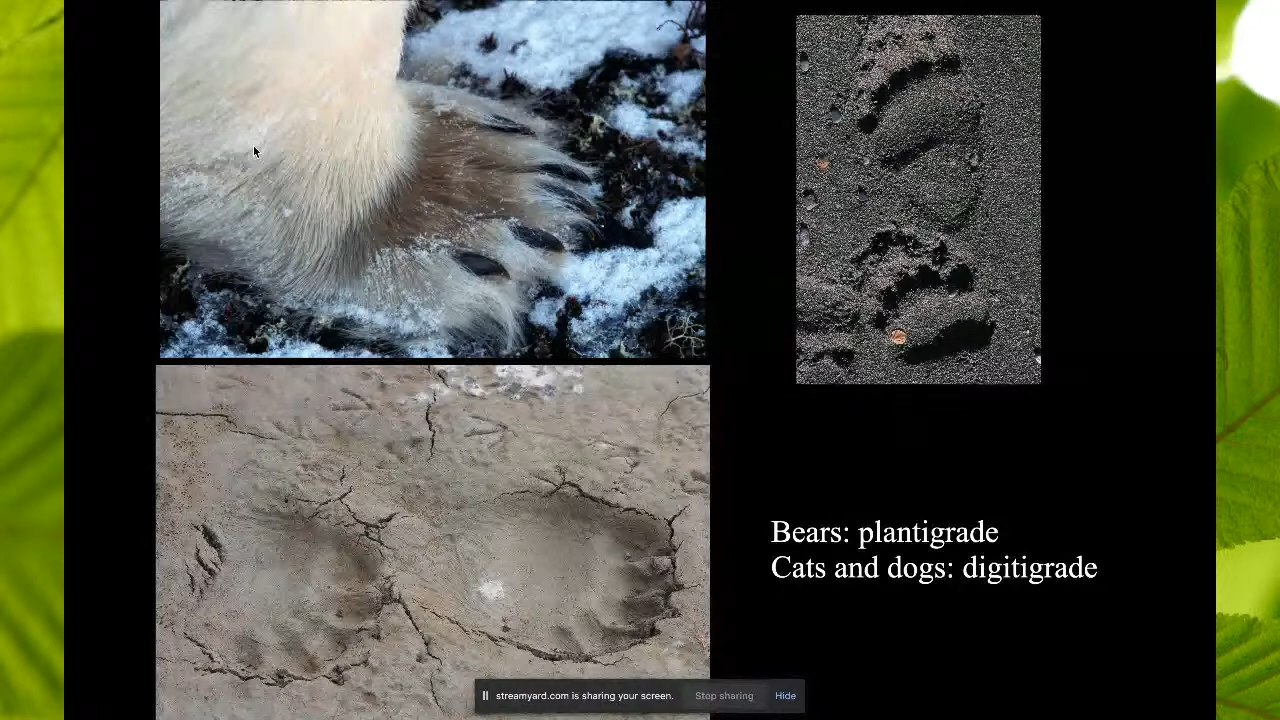 Bears: plantigrade
Cats and dogs: digitigrade
streamyard.com is sharing your screen.
Stop sharing
Hide